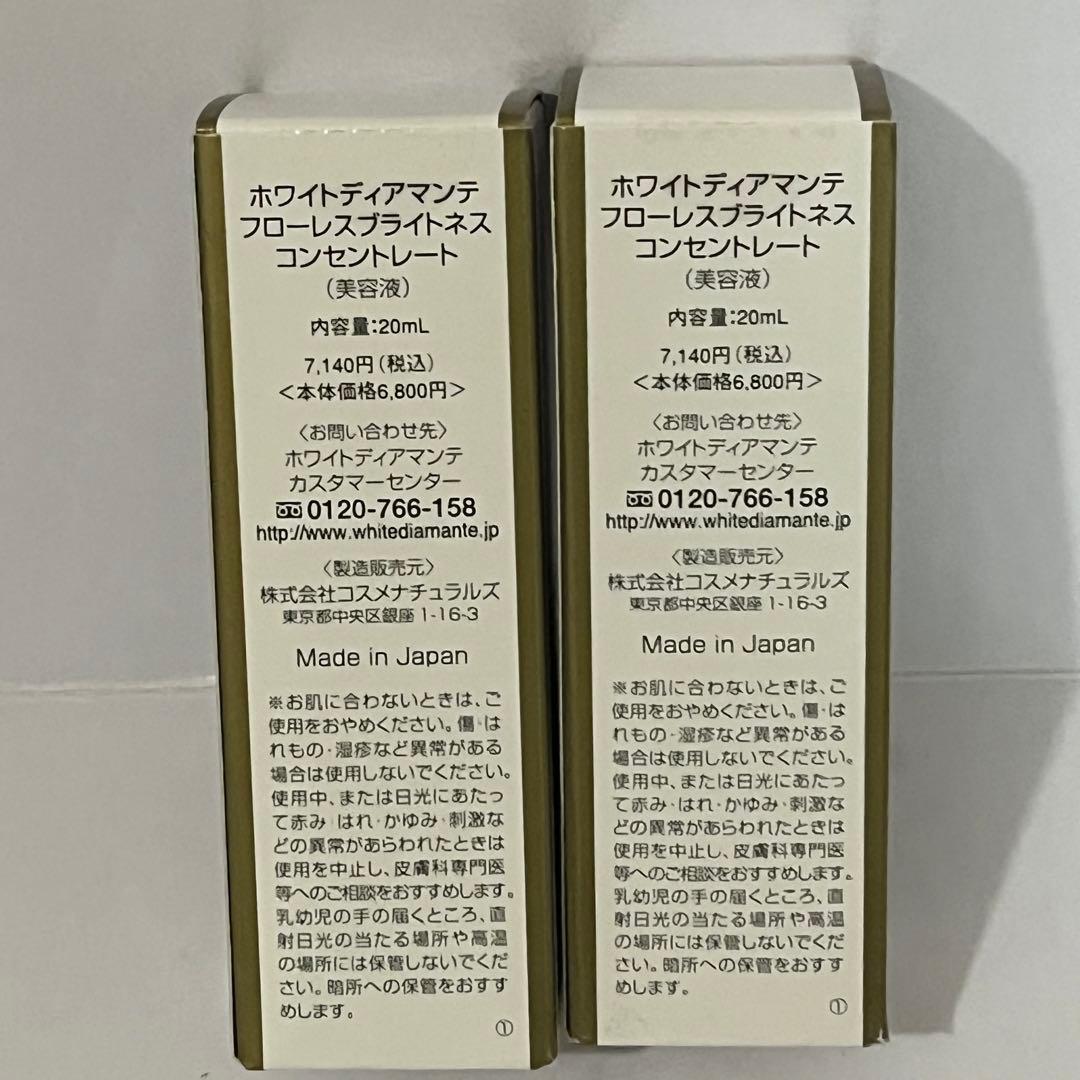 ホワイトディアマンテ
フローレスブライトネス
コンセントレート
(美容液)
内容量:20mL
7,140円(税込)
<本体価格6,800円>
〈お問い合わせ先〉
ホワイトディアマンテ
カスタマーセンター
0120-766-158
http://www.whitediamante.jp
〈製造販売元〉
株式会社コスメナチュラルズ
東京都中央区銀座1-16-3
Made in Japan
※お肌に合わないときは、ご
使用をおやめください。傷・は
れもの・湿疹など異常がある
場合は使用しないでください。
使用中、または日光にあたっ
て赤み・はれ・かゆみ・刺激な
どの異常があらわれたときは
使用を中止し、皮膚科専門医
等へのご相談をおすすめします。
乳幼児の手の届くところ、直
射日光の当たる場所や高温
の場所には保管しないでくだ
さい。暗所への保管をおすす
めします。
①
ホワイトディアマンテ
フローレスブライトネス
コンセントレート
(美容液)
内容量:20mL
7,140円(税込)
<本体価格6,800円>
〈お問い合わせ先〉
ホワイトディアマンテ
カスタマーセンター
0120-766-158
http://www.whitediamante.jp
〈製造販売元〉
株式会社コスメナチュラルズ
東京都中央区銀座1-16-3
Made in Japan
※お肌に合わないときは、ご
使用をおやめください。傷・は
れもの・湿疹など異常がある
場合は使用しないでください。
使用中、または日光にあたっ
て赤み・はれ・かゆみ・刺激な
どの異常があらわれたときは
使用を中止し、皮膚科専門医
等へのご相談をおすすめします。
乳幼児の手の届くところ、直
射日光の当たる場所や高温
の場所には保管しないでくだ
さい。暗所への保管をおすす
めします。
①